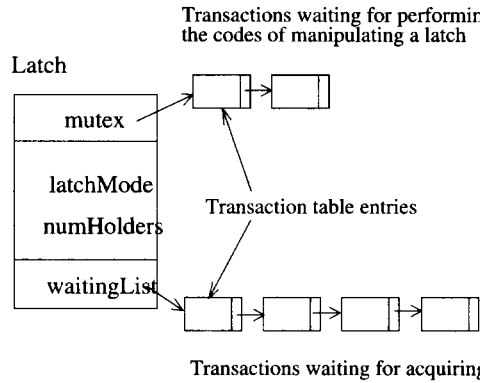 Transactions waiting for performin
the codes of manipulating a latch
Latch
mutex
latchMode
numHolders
Transaction table entries
waitingList
Transactions waiting for acquiring